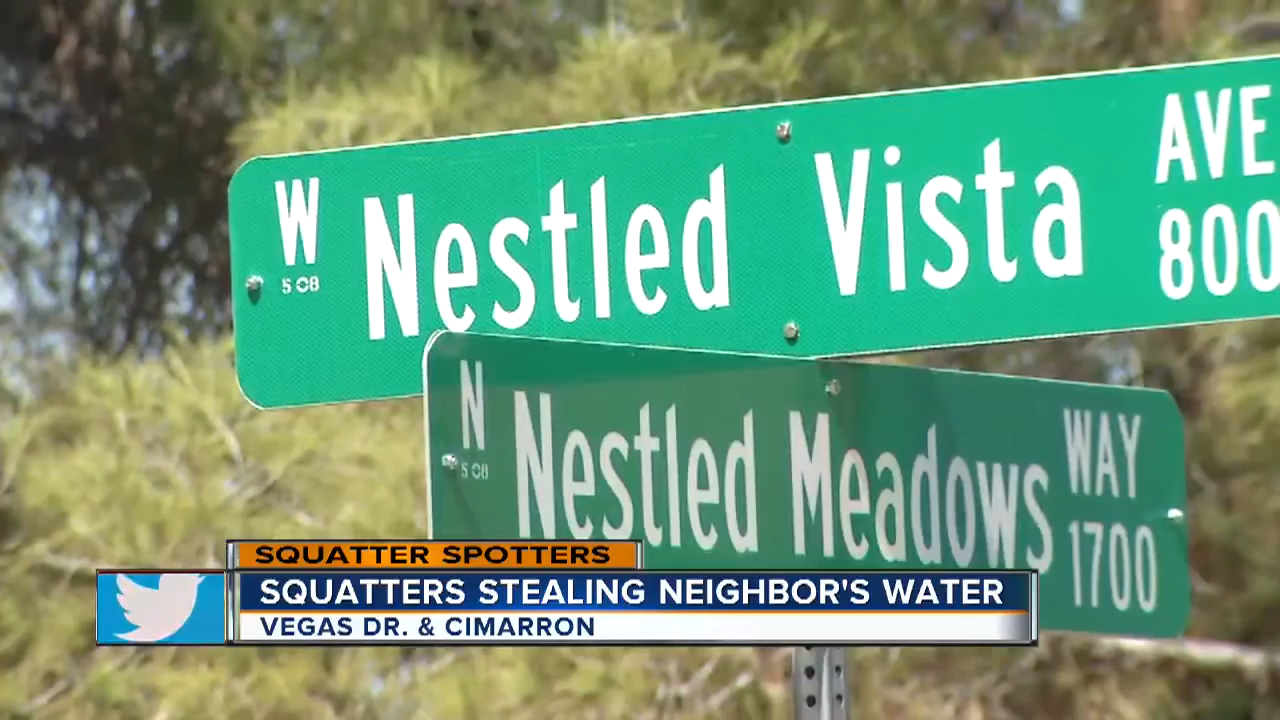 W Nestled Vista AVE
5 08 800
N Nestled Meadows WAY
5 08 1700
SQUATTER SPOTTERS
SQUATTERS STEALING NEIGHBOR'S WATER
VEGAS DR. & CIMARRON